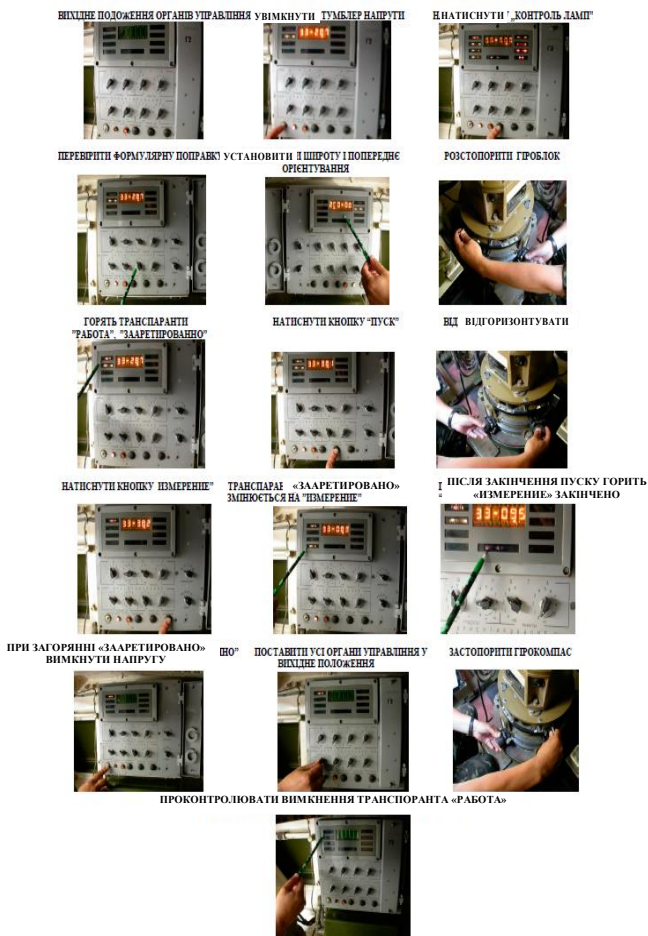 ВИХІДНЕ ПОЛОЖЕННЯ ОРГАНІВ УПРАВЛІННЯ
УВІМКНУТИ ТУМБЛЕР НАПРУГИ
НАТИСНУТИ „КОНТРОЛЬ ЛАМП”
ПЕРЕВІРИТИ ФОРМУЛЯРНУ ПОПРАВКУ
УСТАНОВИТИ ШИРОТУ І ПОПЕРЕДНЄ
ОРІЄНТУВАННЯ
РОЗСТОПОРИТИ ГІРОБЛОК
ГОРЯТЬ ТРАНСПАРАНТИ
”РАБОТА”, ”ЗААРЕТИРОВАННО”
НАТИСНУТИ КНОПКУ “ПУСК”
ВІД ВІДГОРИЗОНТУВАТИ
НАТИСНУТИ КНОПКУ ИЗМЕРЕНИЕ”
ТРАНСПАРАН «ЗААРЕТИРОВАНО»
ЗМІНЮЄТЬСЯ НА ”ИЗМЕРЕНИЕ”
ПІСЛЯ ЗАКІНЧЕННЯ ПУСКУ ГОРИТЬ
«ИЗМЕРЕНИЕ» ЗАКІНЧЕНО
ПРИ ЗАГОРЯННІ «ЗААРЕТИРОВАНО»
ВИМКНУТИ НАПРУГУ
НО”
ПОСТАВИТИ УСІ ОРГАНИ УПРАВЛІННЯ У
ВИХІДНЕ ПОЛОЖЕННЯ
ЗАСТОПОРИТИ ГІРОКОМПАС
ПРОКОНТРОЛЮВАТИ ВИМКНЕННЯ ТРАНСПОРАНТА «РАБОТА»